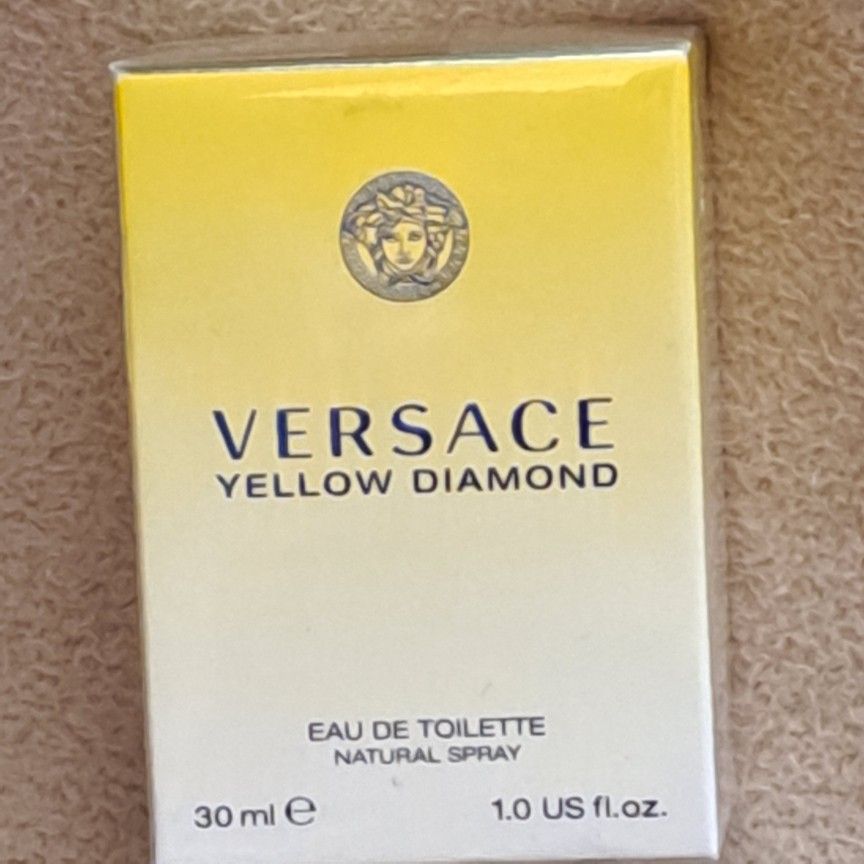 VERSACE
YELLOW DIAMOND
EAU DE TOILETTE
NATURAL SPRAY
30 ml ℮
1.0 US fl.oz.